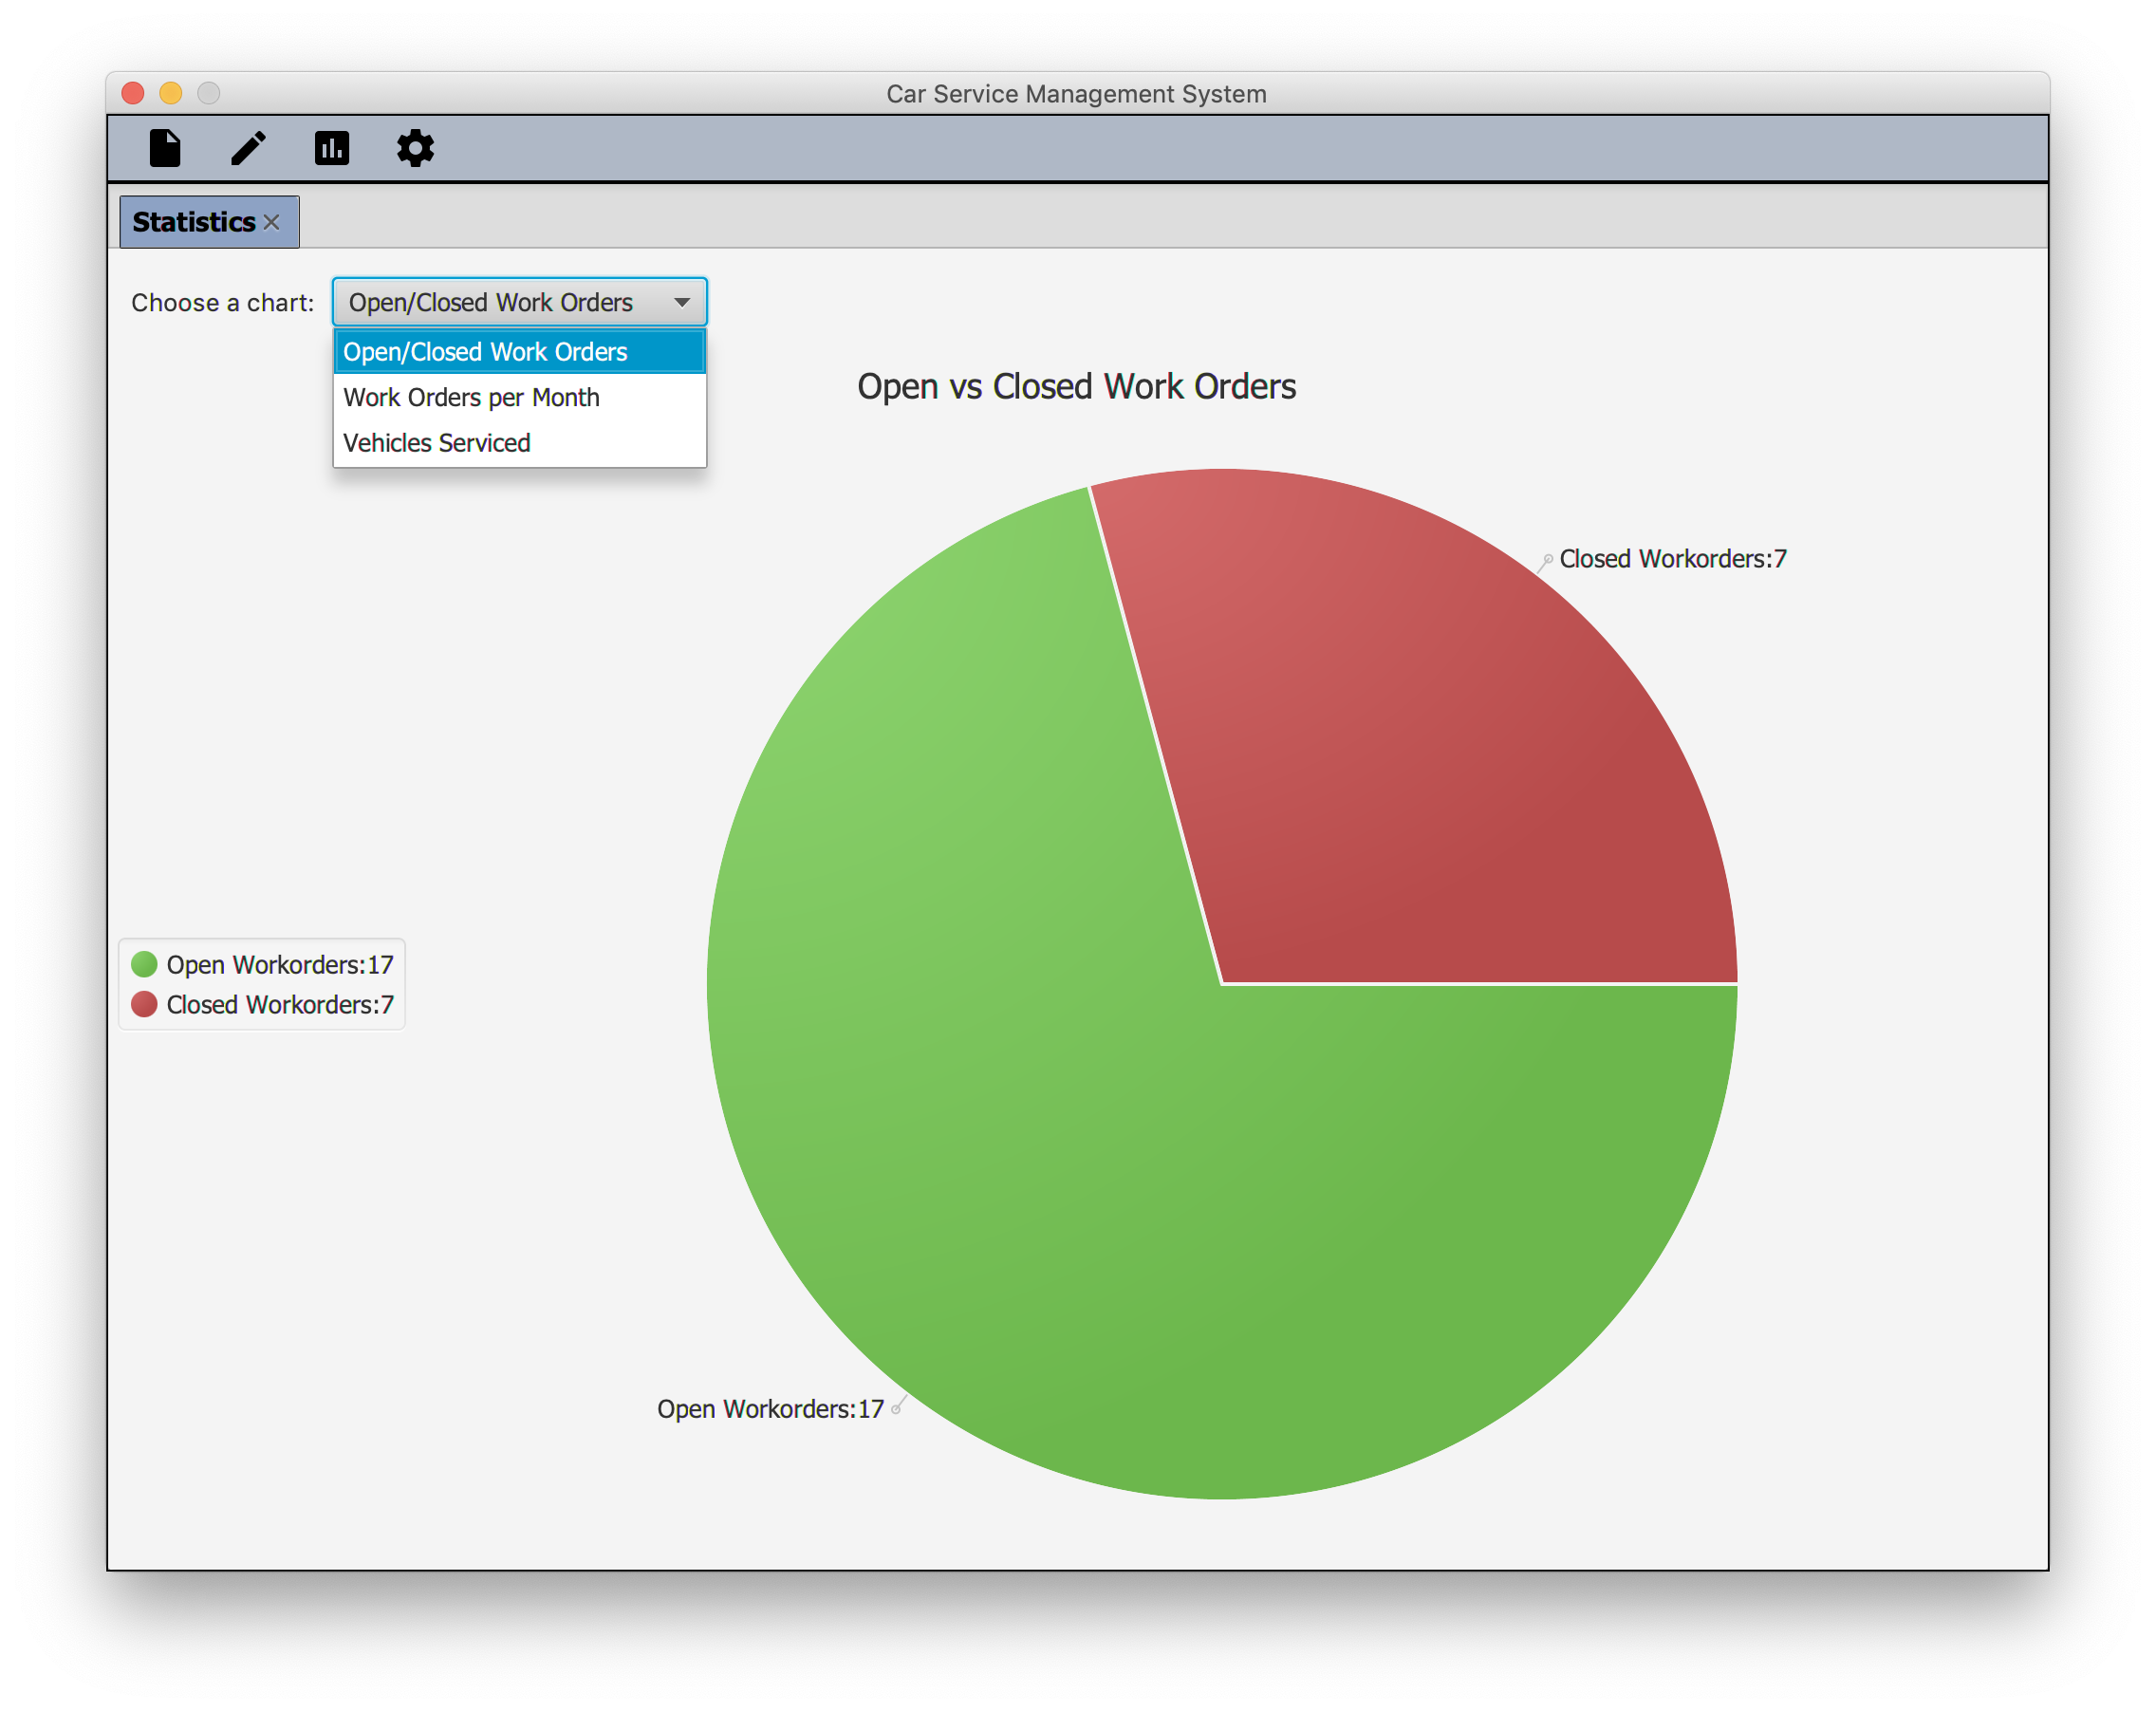 Car Service Management System
Statistics
Choose a chart: Open/Closed Work Orders
Open/Closed Work Orders
Work Orders per Month
Vehicles Serviced
Open vs Closed Work Orders
Closed Workorders:7
Open Workorders:17
Closed Workorders:7
Open Workorders:17